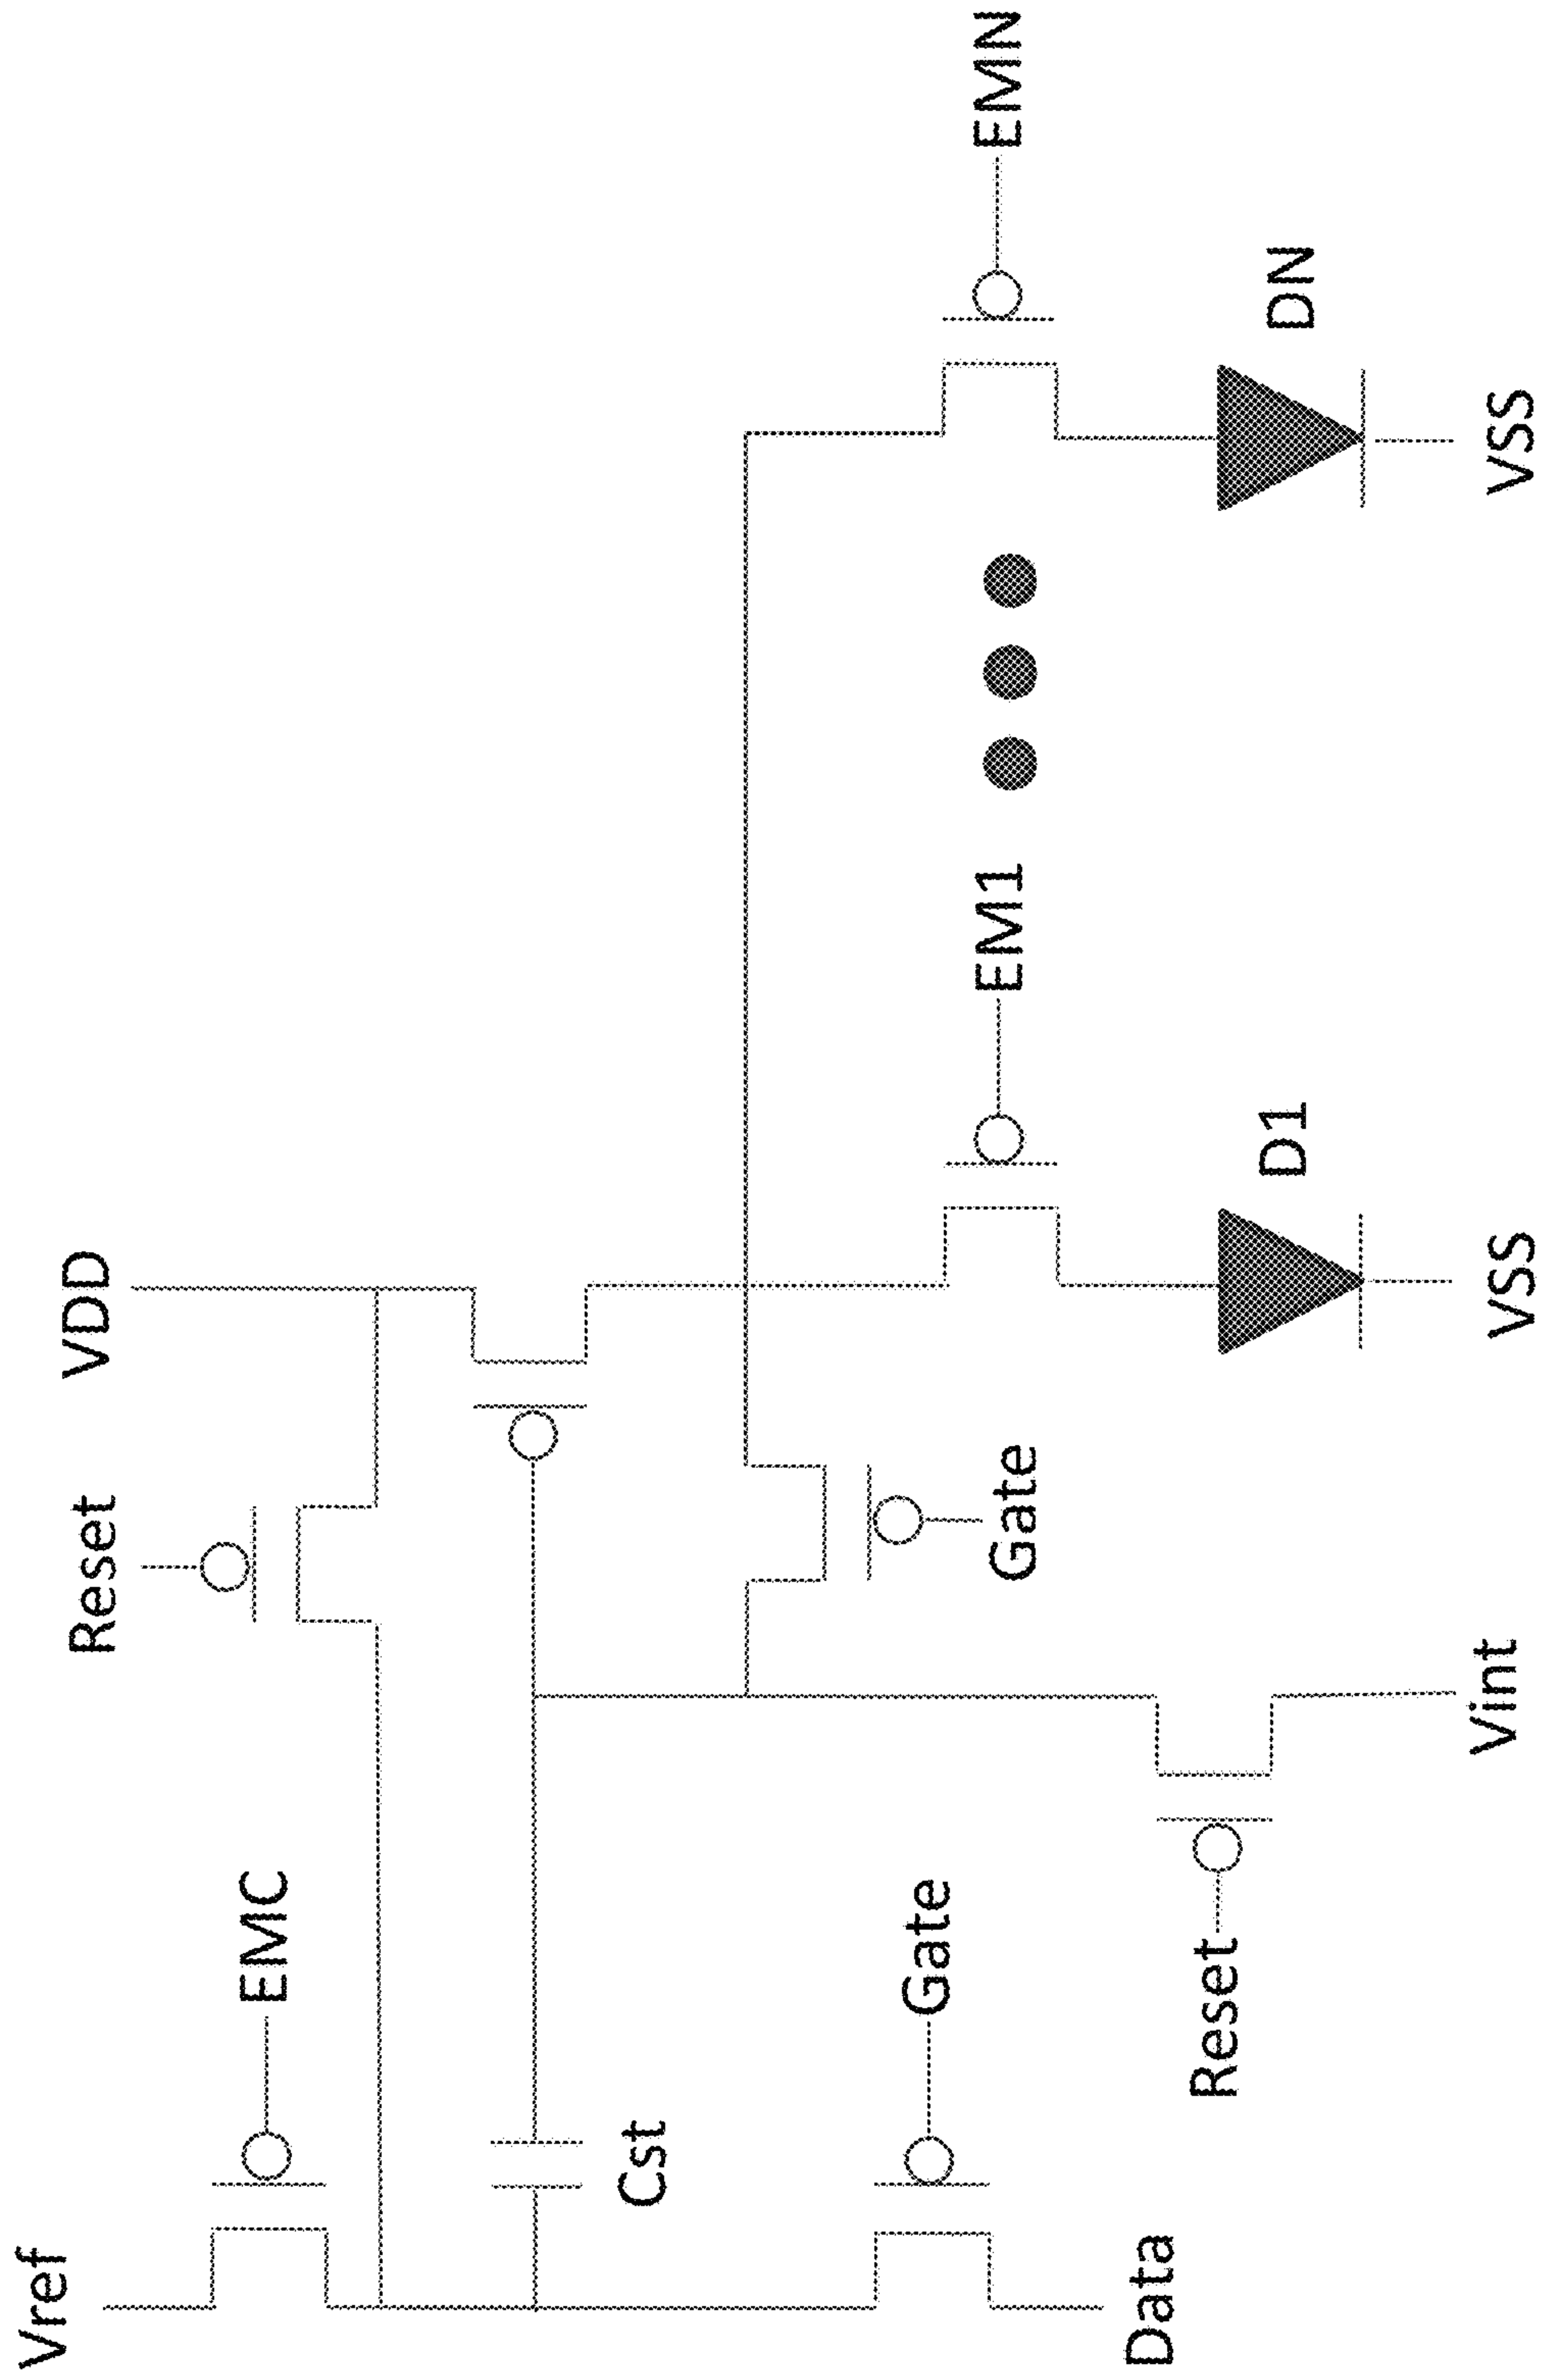 Vref
Reset
VDD
EMC
Cst
Gate
Gate
EM1
EMN
Data
Reset
D1
DN
Vint
VSS
VSS